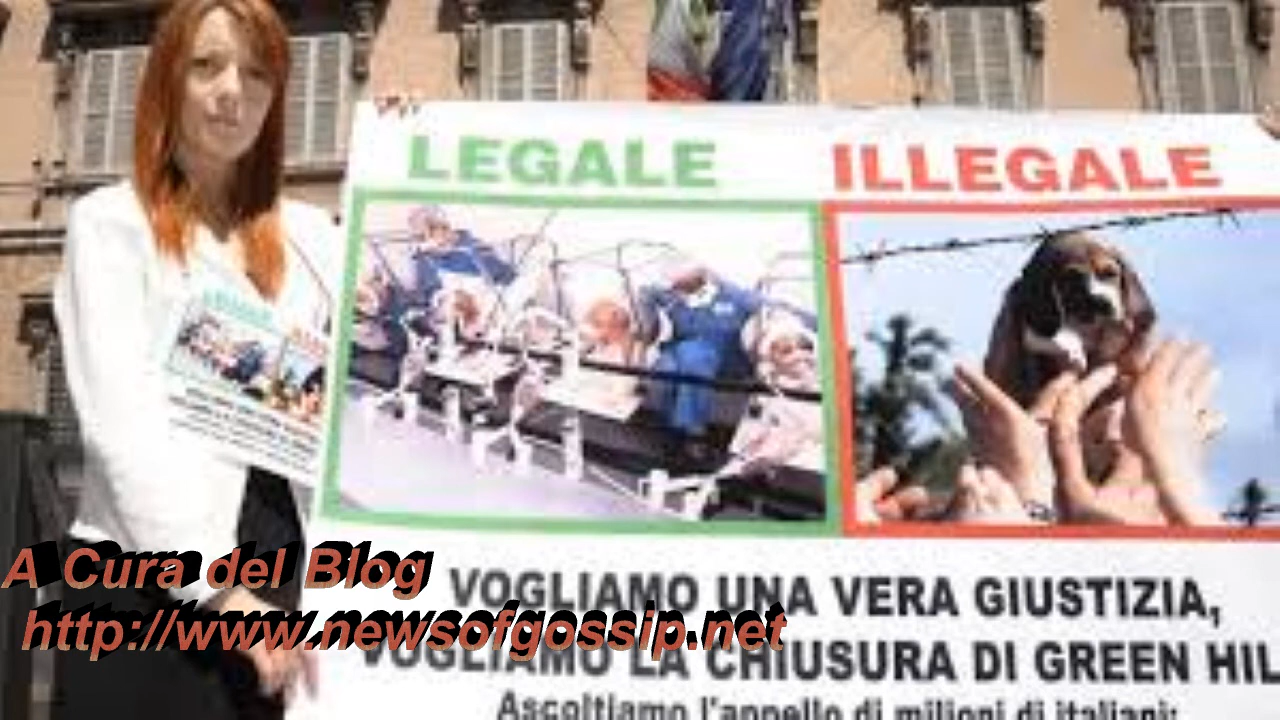 LEGALE ILLEGALE
A Cura del Blog
http://www.newsofgossip.net
VOGLIAMO UNA VERA GIUSTIZIA,
VOGLIAMO LA CHIUSURA DI GREEN HIL
Ascoltiamo l'appello di milioni di italiani: